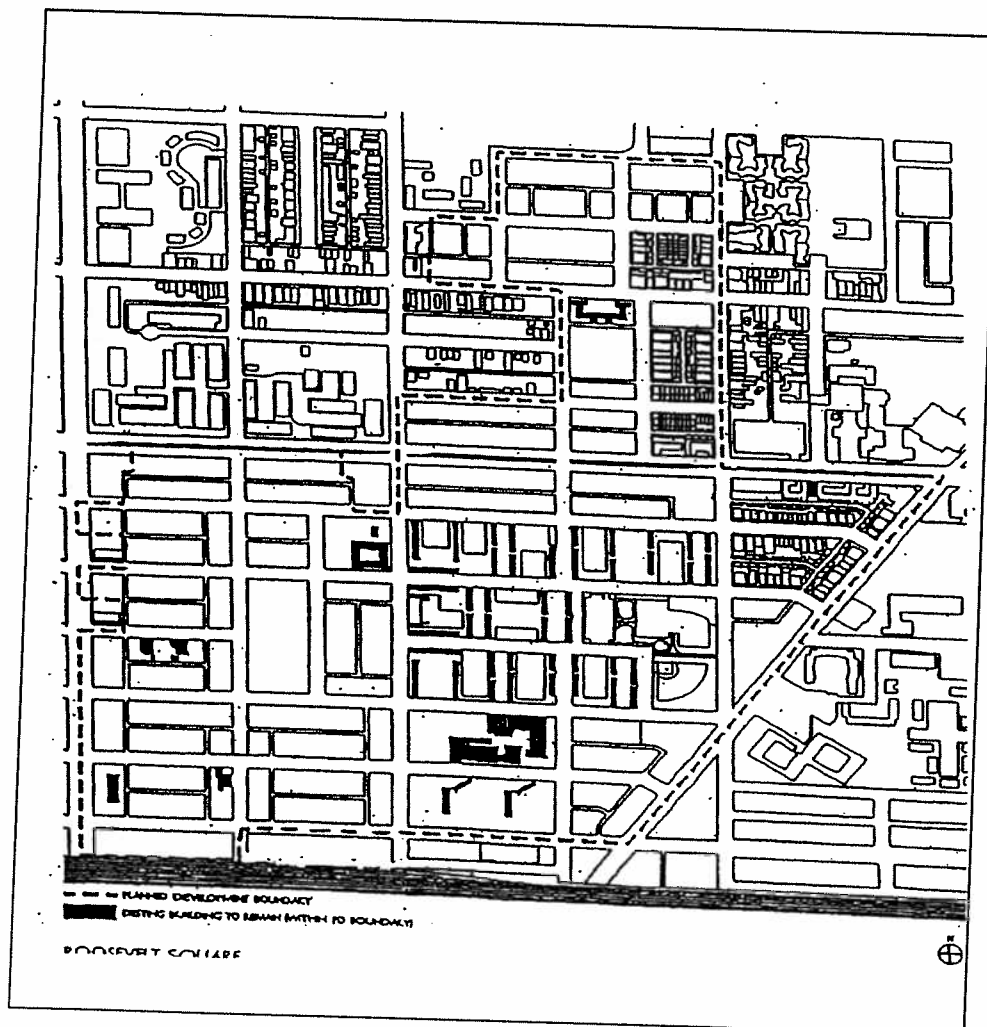 PLANNED DEVELOPMENT BOUNDARY
EXISTING BUILDING TO REMAIN (WITHIN PD BOUNDARY)
ROOSEVELT SQUARE
N